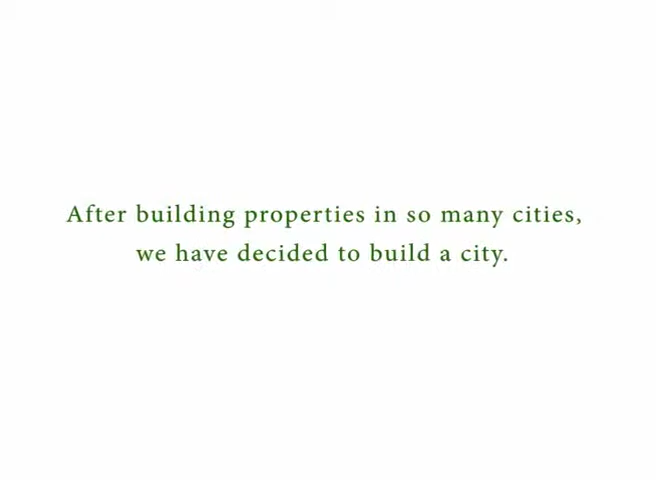 After building properties in so many cities,
we have decided to build a city.